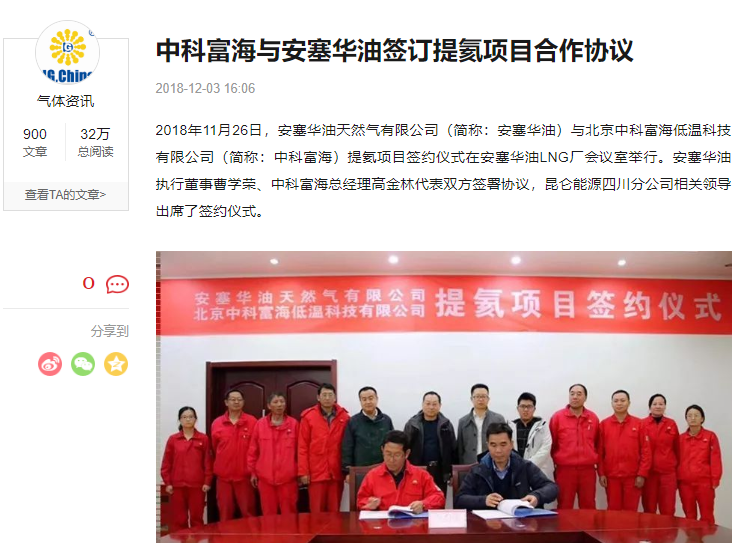 中科富海与安塞华油签订提氦项目合作协议
2018-12-03 16:06
G
NG.China
气体资讯
900
32万
文章
总阅读
查看TA的文章>
2018年11月26日，安塞华油天然气有限公司（简称：安塞华油）与北京中科富海低温科技
有限公司（简称：中科富海）提氦项目签约仪式在安塞华油LNG厂会议室举行。安塞华油
执行董事曹学荣、中科富海总经理高金林代表双方签署协议，昆仑能源四川分公司相关领导
出席了签约仪式。
0
分享到
安塞华油天然气有限公司
北京中科富海低温科技有限公司
提氦项目签约仪式